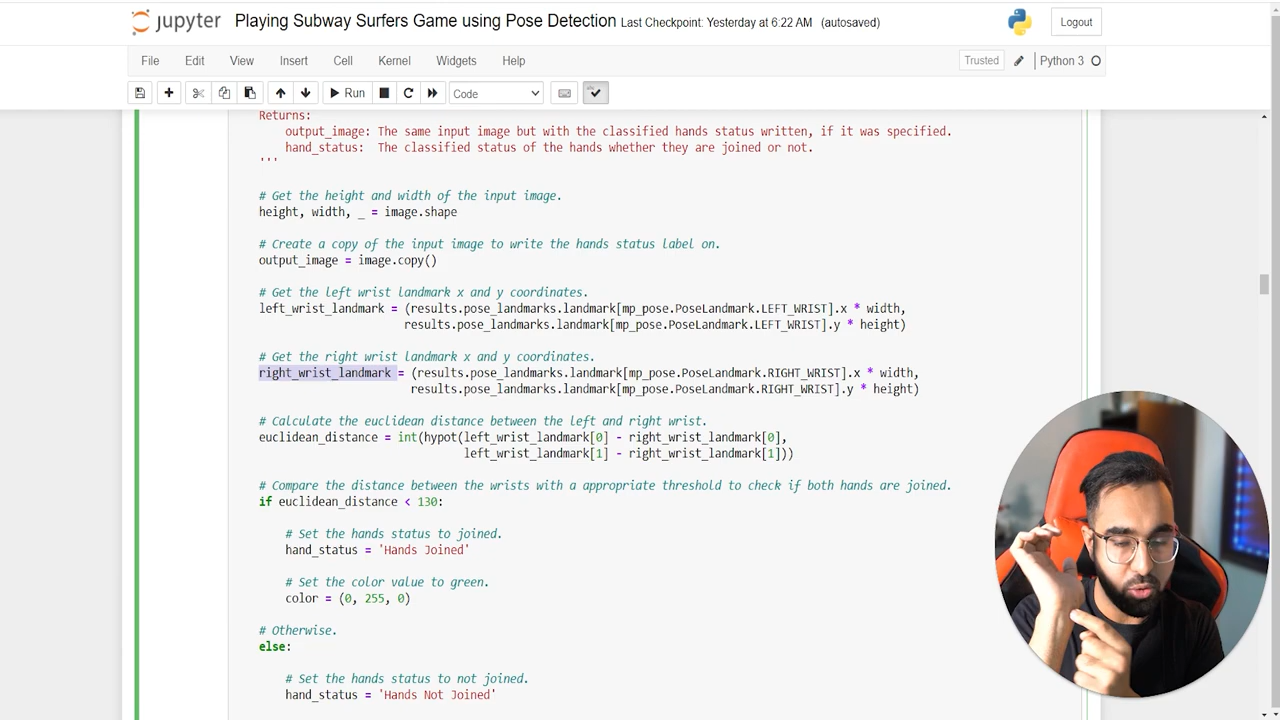 jupyter Playing Subway Surfers Game using Pose Detection Last Checkpoint: Yesterday at 6:22 AM (autosaved) Logout
File Edit View Insert Cell Kernel Widgets Help Trusted Python 3
Run Code
Returns:
output_image: The same input image but with the classified hands status written, if it was specified.
hand_status:  The classified status of the hands whether they are joined or not.
'''
# Get the height and width of the input image.
height, width, _ = image.shape
# Create a copy of the input image to write the hands status label on.
output_image = image.copy()
# Get the left wrist landmark x and y coordinates.
left_wrist_landmark = (results.pose_landmarks.landmark[mp_pose.PoseLandmark.LEFT_WRIST].x * width,
results.pose_landmarks.landmark[mp_pose.PoseLandmark.LEFT_WRIST].y * height)
# Get the right wrist landmark x and y coordinates.
right_wrist_landmark = (results.pose_landmarks.landmark[mp_pose.PoseLandmark.RIGHT_WRIST].x * width,
results.pose_landmarks.landmark[mp_pose.PoseLandmark.RIGHT_WRIST].y * height)
# Calculate the euclidean distance between the left and right wrist.
euclidean_distance = int(hypot(left_wrist_landmark[0] - right_wrist_landmark[0],
left_wrist_landmark[1] - right_wrist_landmark[1]))
# Compare the distance between the wrists with a appropriate threshold to check if both hands are joined.
if euclidean_distance < 130:
# Set the hands status to joined.
hand_status = 'Hands Joined'
# Set the color value to green.
color = (0, 255, 0)
# Otherwise.
else:
# Set the hands status to not joined.
hand_status = 'Hands Not Joined'